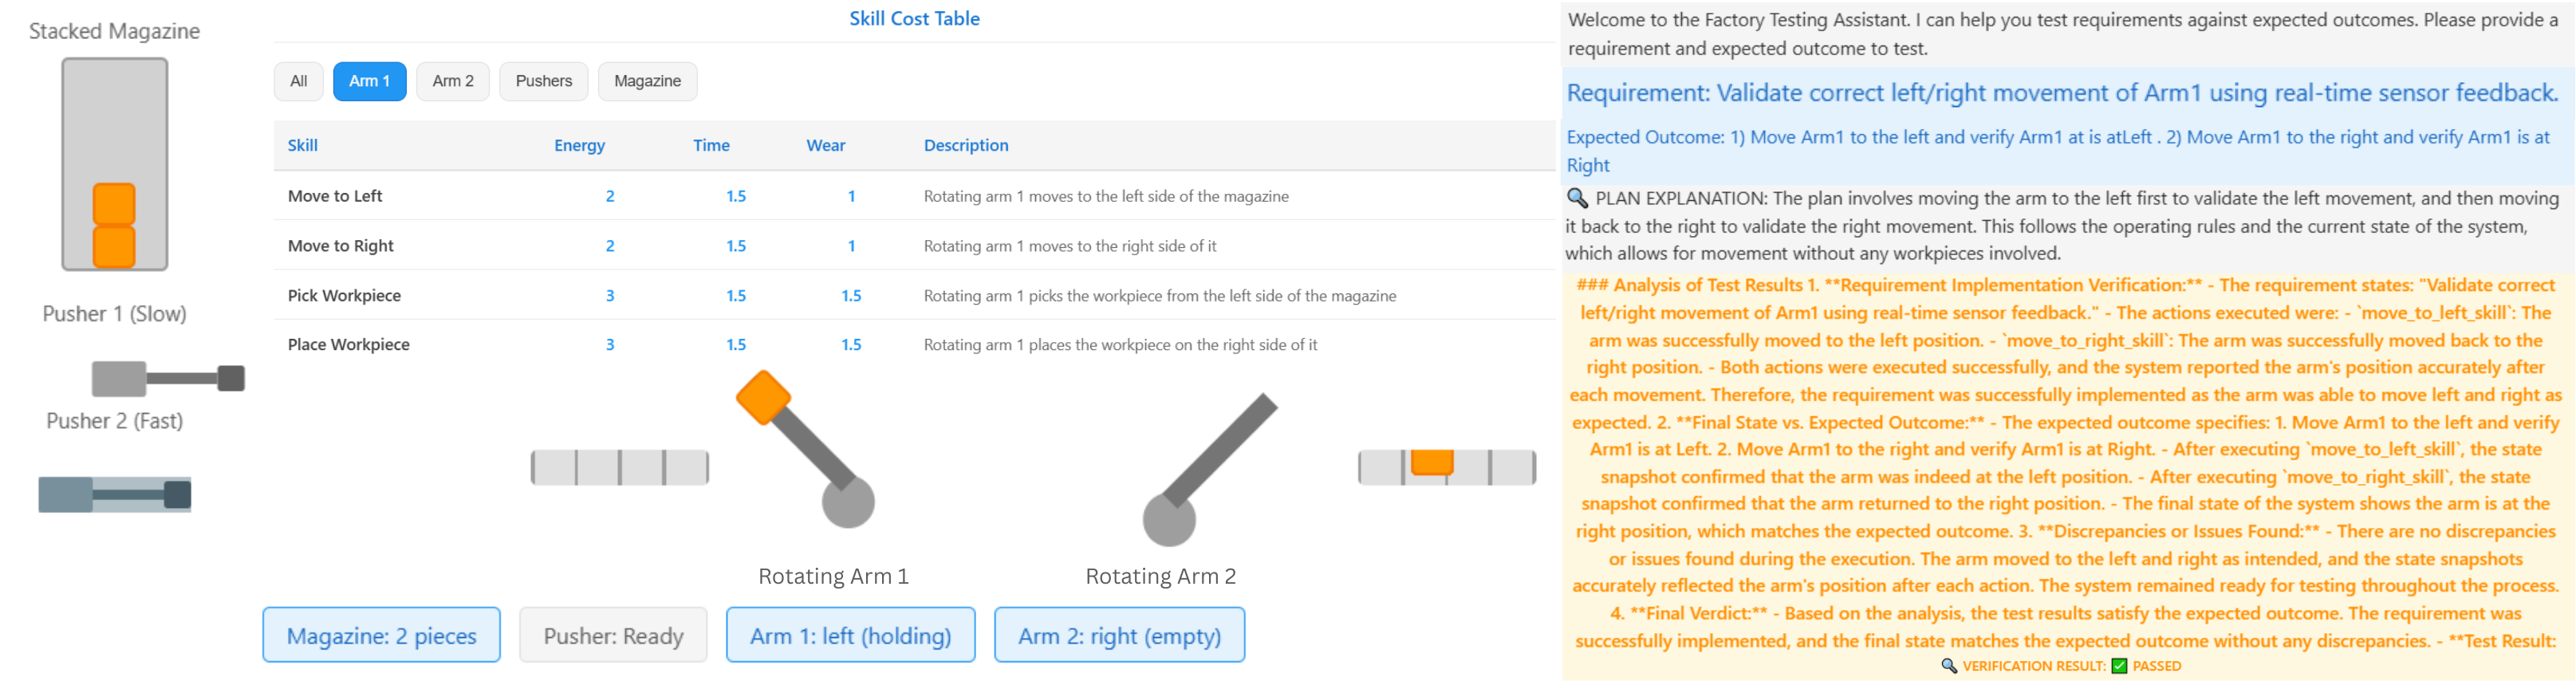 Stacked Magazine
Pusher 1 (Slow)
Pusher 2 (Fast)
Skill Cost Table
All Arm 1 Arm 2 Pushers Magazine
Skill Energy Time Wear Description
Move to Left 2 1.5 1 Rotating arm 1 moves to the left side of the magazine
Move to Right 2 1.5 1 Rotating arm 1 moves to the right side of it
Pick Workpiece 3 1.5 1.5 Rotating arm 1 picks the workpiece from the left side of the magazine
Place Workpiece 3 1.5 1.5 Rotating arm 1 places the workpiece on the right side of it
Rotating Arm 1 Rotating Arm 2
Magazine: 2 pieces Pusher: Ready Arm 1: left (holding) Arm 2: right (empty)
Welcome to the Factory Testing Assistant. I can help you test requirements against expected outcomes. Please provide a
requirement and expected outcome to test.
Requirement: Validate correct left/right movement of Arm1 using real-time sensor feedback.
Expected Outcome: 1) Move Arm1 to the left and verify Arm1 at is atLeft . 2) Move Arm1 to the right and verify Arm1 is at
Right
🔍 PLAN EXPLANATION: The plan involves moving the arm to the left first to validate the left movement, and then moving
it back to the right to validate the right movement. This follows the operating rules and the current state of the system,
which allows for movement without any workpieces involved.
### Analysis of Test Results 1. **Requirement Implementation Verification:** - The requirement states: "Validate correct
left/right movement of Arm1 using real-time sensor feedback." - The actions executed were: - `move_to_left_skill`: The
arm was successfully moved to the left position. - `move_to_right_skill`: The arm was successfully moved back to the
right position. - Both actions were executed successfully, and the system reported the arm's position accurately after
each movement. Therefore, the requirement was successfully implemented as the arm was able to move left and right as
expected. 2. **Final State vs. Expected Outcome:** - The expected outcome specifies: 1. Move Arm1 to the left and verify
Arm1 is at Left. 2. Move Arm1 to the right and verify Arm1 is at Right. - After executing `move_to_left_skill`, the state
snapshot confirmed that the arm was indeed at the left position. - After executing `move_to_right_skill`, the state
snapshot confirmed that the arm returned to the right position. - The final state of the system shows the arm is at the
right position, which matches the expected outcome. 3. **Discrepancies or Issues Found:** - There are no discrepancies
or issues found during the execution. The arm moved to the left and right as intended, and the state snapshots
accurately reflected the arm's position after each action. The system remained ready for testing throughout the process.
4. **Final Verdict:** - Based on the analysis, the test results satisfy the expected outcome. The requirement was
successfully implemented, and the final state matches the expected outcome without any discrepancies. - **Test Result:
🔍 VERIFICATION RESULT: ✅ PASSED